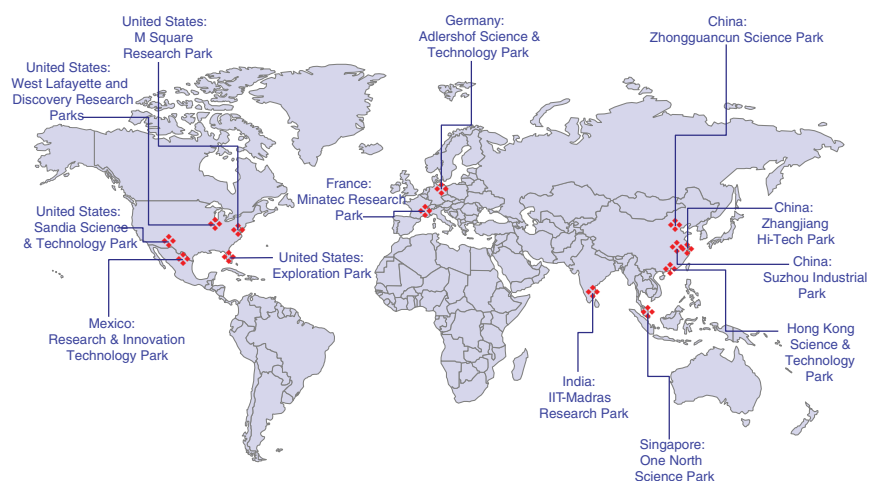 United States:
M Square
Research Park
Germany:
Adlershof Science &
Technology Park
China:
Zhongguancun Science Park
United States:
West Lafayette and
Discovery Research
Parks
France:
Minatec Research
Park
United States:
Sandia Science
& Technology Park
China:
Zhangjiang
Hi-Tech Park
United States:
Exploration Park
China:
Suzhou Industrial
Park
Mexico:
Research & Innovation
Technology Park
Hong Kong
Science &
Technology
Park
India:
IIT-Madras
Research Park
Singapore:
One North
Science Park